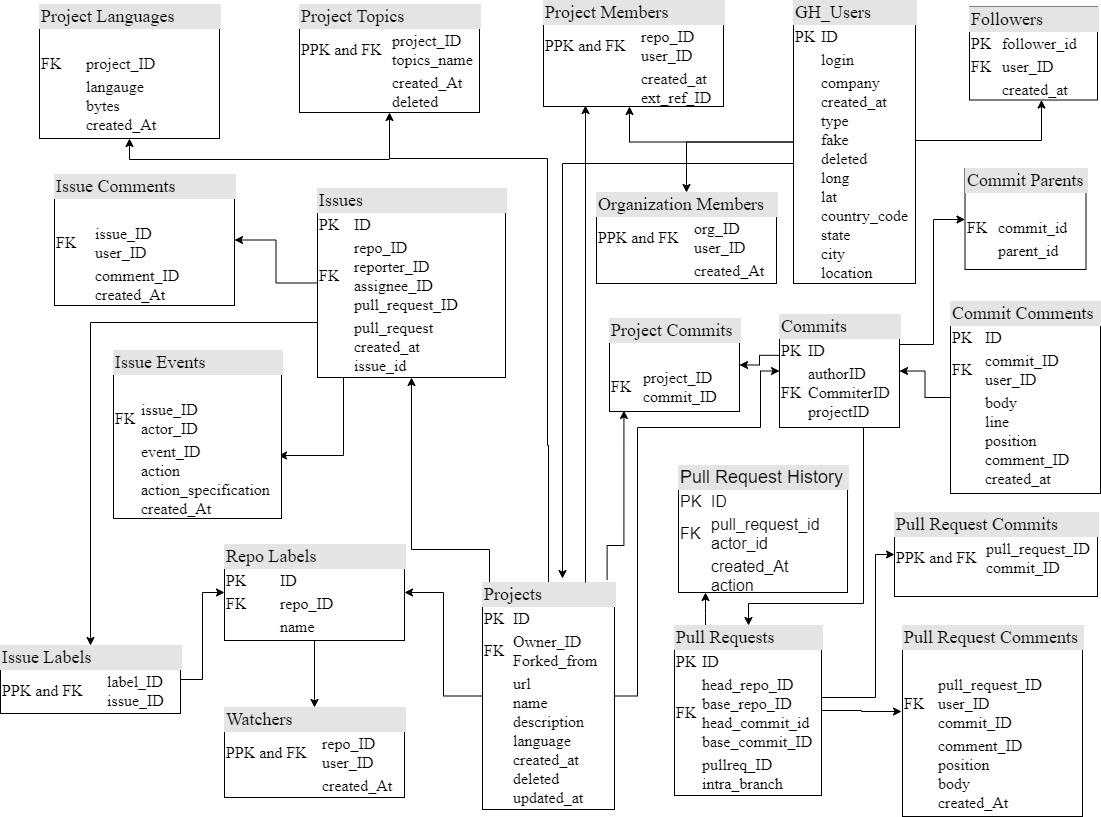 Project Languages
FK project_ID
langauge
bytes
created_At
Project Topics
PPK and FK project_ID
topics_name
created_At
deleted
Project Members
PPK and FK repo_ID
user_ID
created_at
ext_ref_ID
GH_Users
PK ID
login
company
created_at
type
fake
deleted
long
lat
country_code
state
city
location
Followers
PK follower_id
FK user_ID
created_at
Issue Comments
FK issue_ID
user_ID
comment_ID
created_At
Issues
PK ID
repo_ID
FK reporter_ID
assignee_ID
pull_request_ID
pull_request
created_at
issue_id
Organization Members
PPK and FK org_ID
user_ID
created_At
Commit Parents
FK commit_id
parent_id
Issue Events
FK issue_ID
actor_ID
event_ID
action
action_specification
created_At
Project Commits
FK project_ID
commit_ID
Commits
PK ID
authorID
FK CommiterID
projectID
Commit Comments
PK ID
FK commit_ID
user_ID
body
line
position
comment_ID
created_at
Pull Request History
PK ID
FK pull_request_id
actor_id
created_At
action
Pull Request Commits
PPK and FK pull_request_ID
commit_ID
Repo Labels
PK ID
FK repo_ID
name
Projects
PK ID
FK Owner_ID
Forked_from
url
name
description
language
created_at
deleted
updated_at
Issue Labels
PPK and FK label_ID
issue_ID
Watchers
PPK and FK repo_ID
user_ID
created_At
Pull Requests
PK ID
head_repo_ID
FK base_repo_ID
head_commit_id
base_commit_ID
pullreq_ID
intra_branch
Pull Request Comments
pull_request_ID
FK user_ID
commit_ID
comment_ID
position
body
created_At